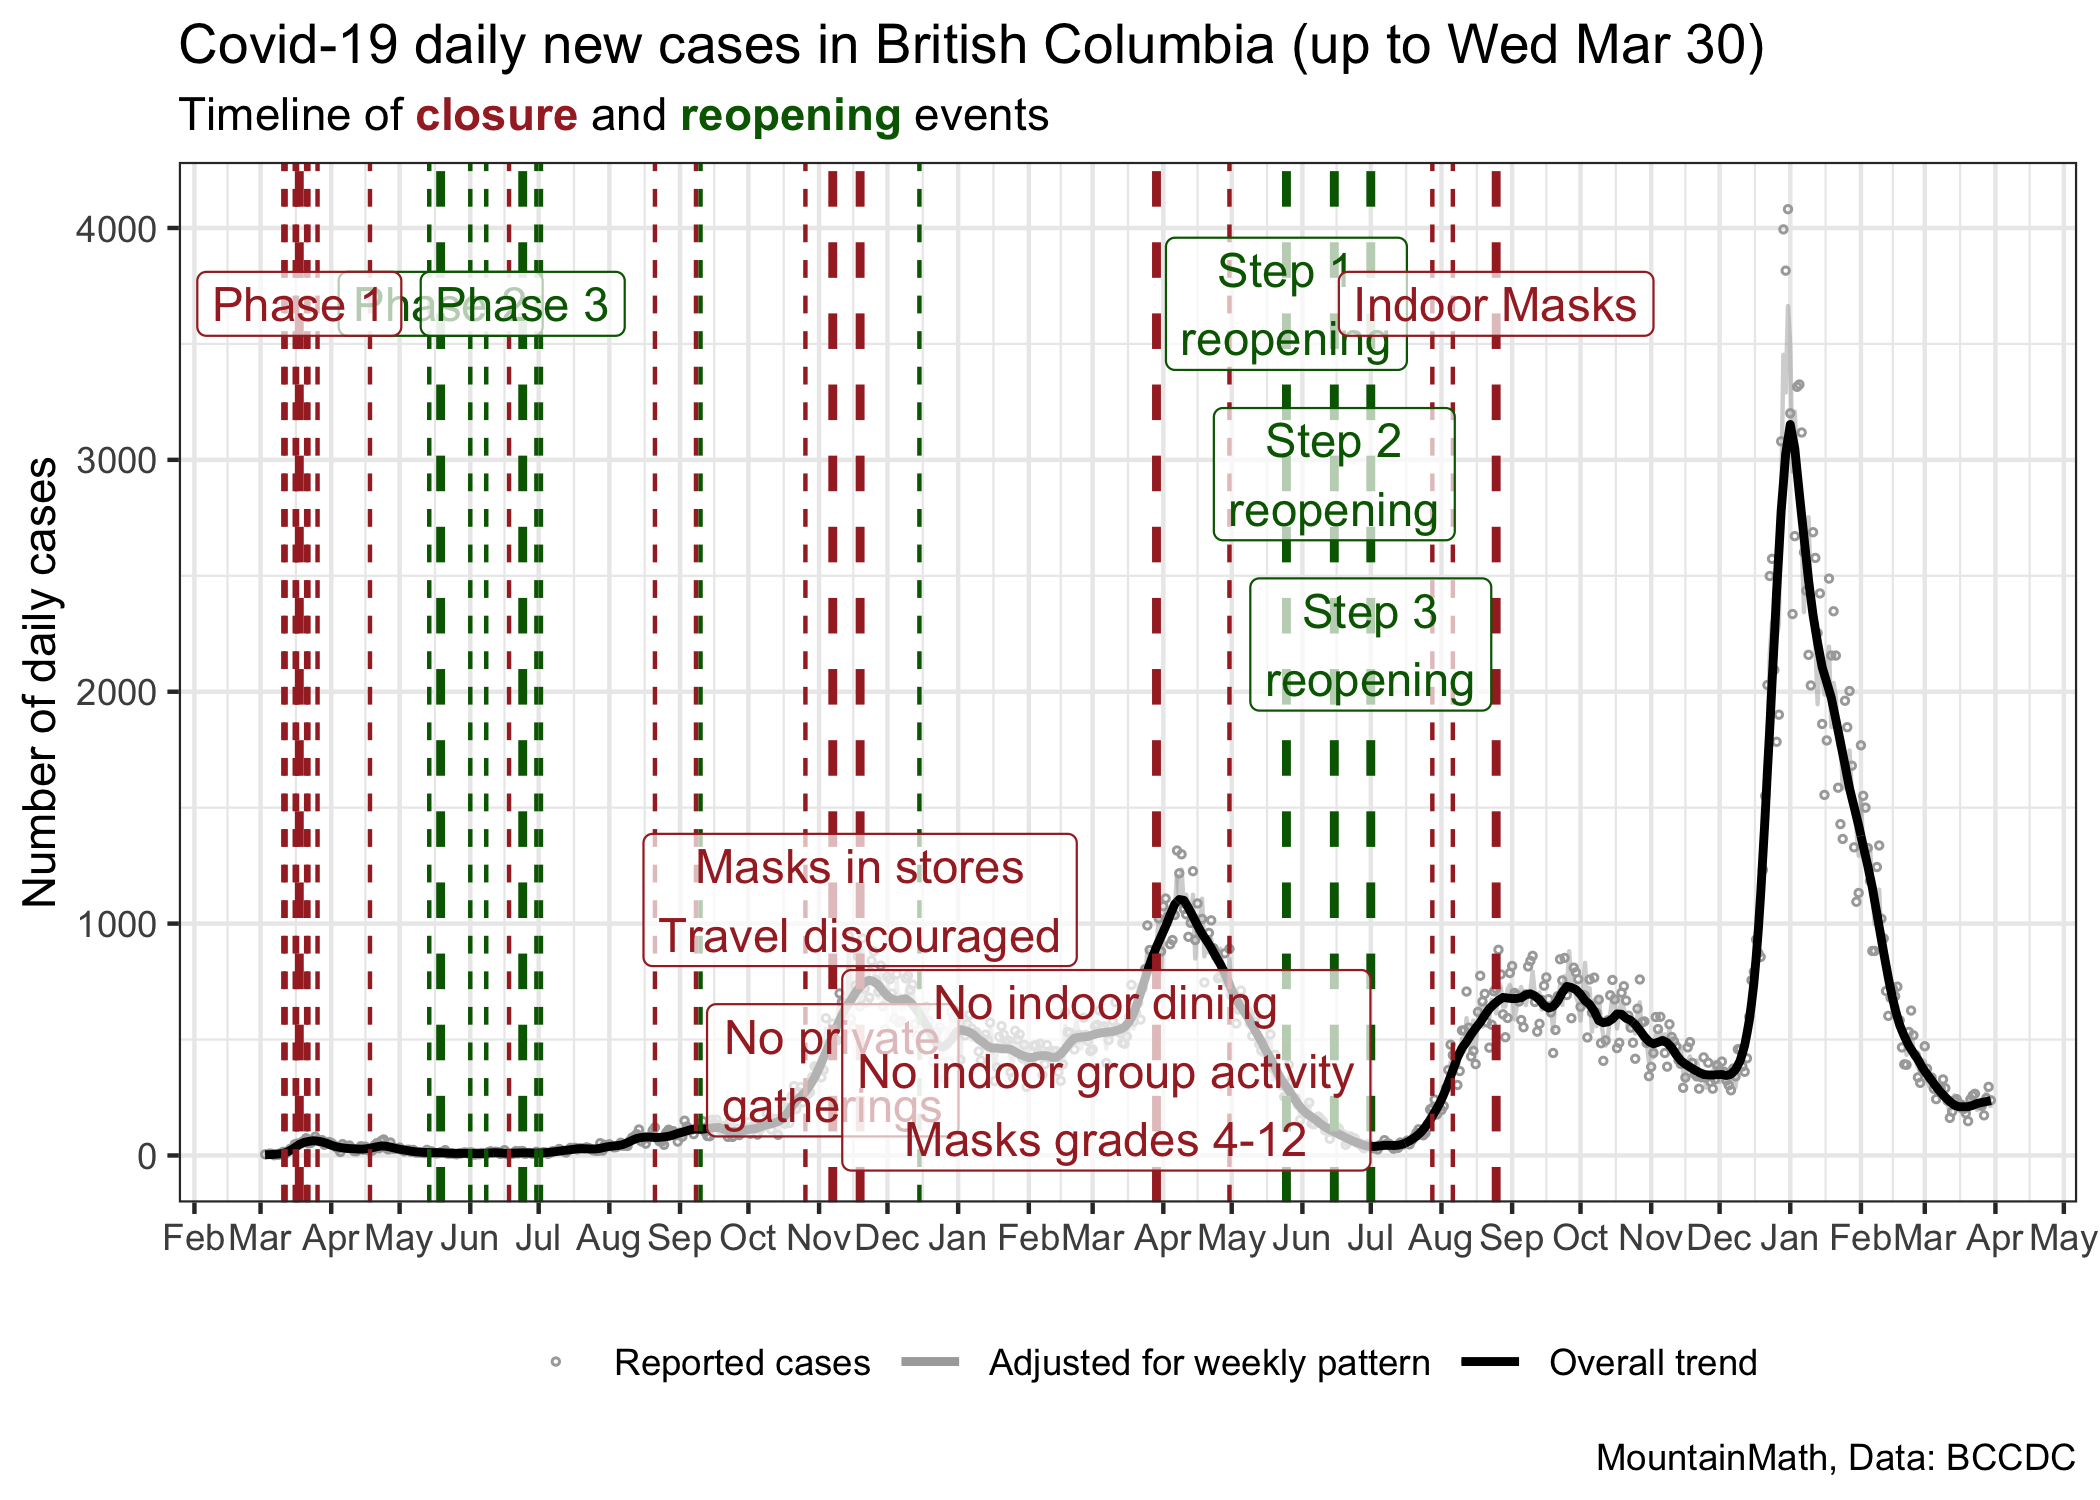 Covid-19 daily new cases in British Columbia (up to Wed Mar 30)
Timeline of closure and reopening events
Number of daily cases
4000
3000
2000
1000
0
Phase 1
Phase 2
Phase 3
Step 1
reopening
Indoor Masks
Step 2
reopening
Step 3
reopening
Masks in stores
Travel discouraged
No private
gatherings
No indoor dining
No indoor group activity
Masks grades 4-12
Feb Mar Apr May Jun Jul Aug Sep Oct Nov Dec Jan Feb Mar Apr May Jun Jul Aug Sep Oct Nov Dec Jan Feb Mar Apr May
Reported cases Adjusted for weekly pattern Overall trend
MountainMath, Data: BCCDC